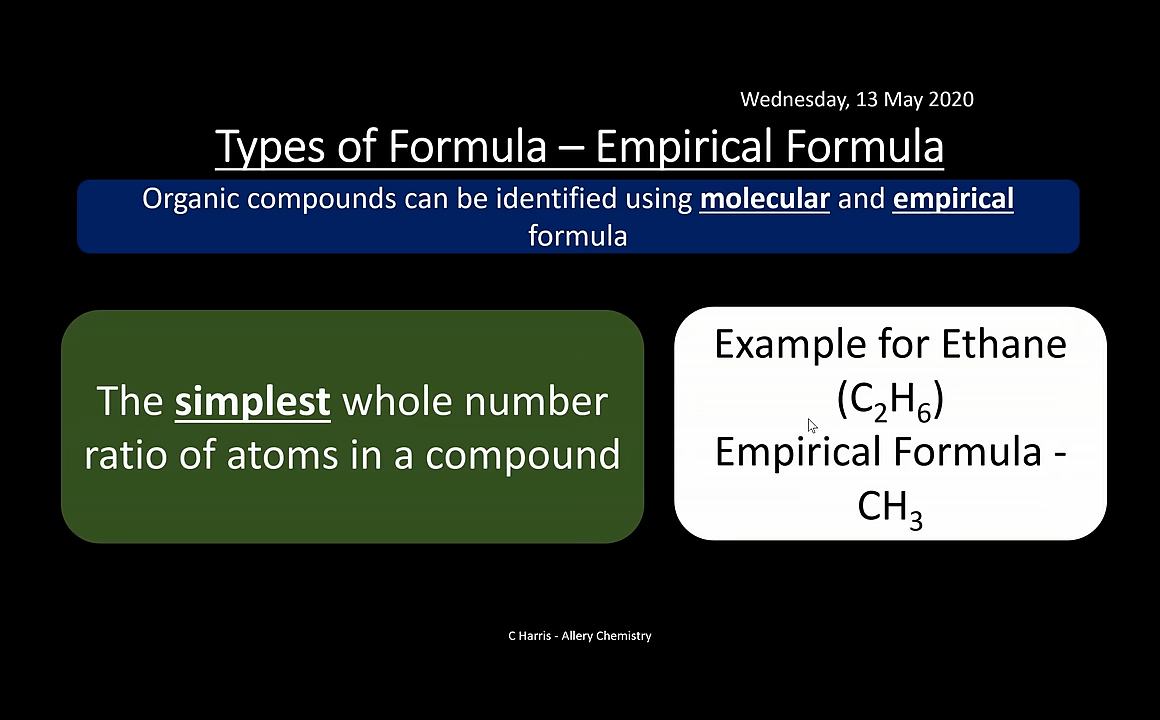 Wednesday, 13 May 2020
Types of Formula – Empirical Formula
Organic compounds can be identified using molecular and empirical
formula
The simplest whole number
ratio of atoms in a compound
Example for Ethane
(C₂H₆)
Empirical Formula -
CH₃
C Harris - Allery Chemistry